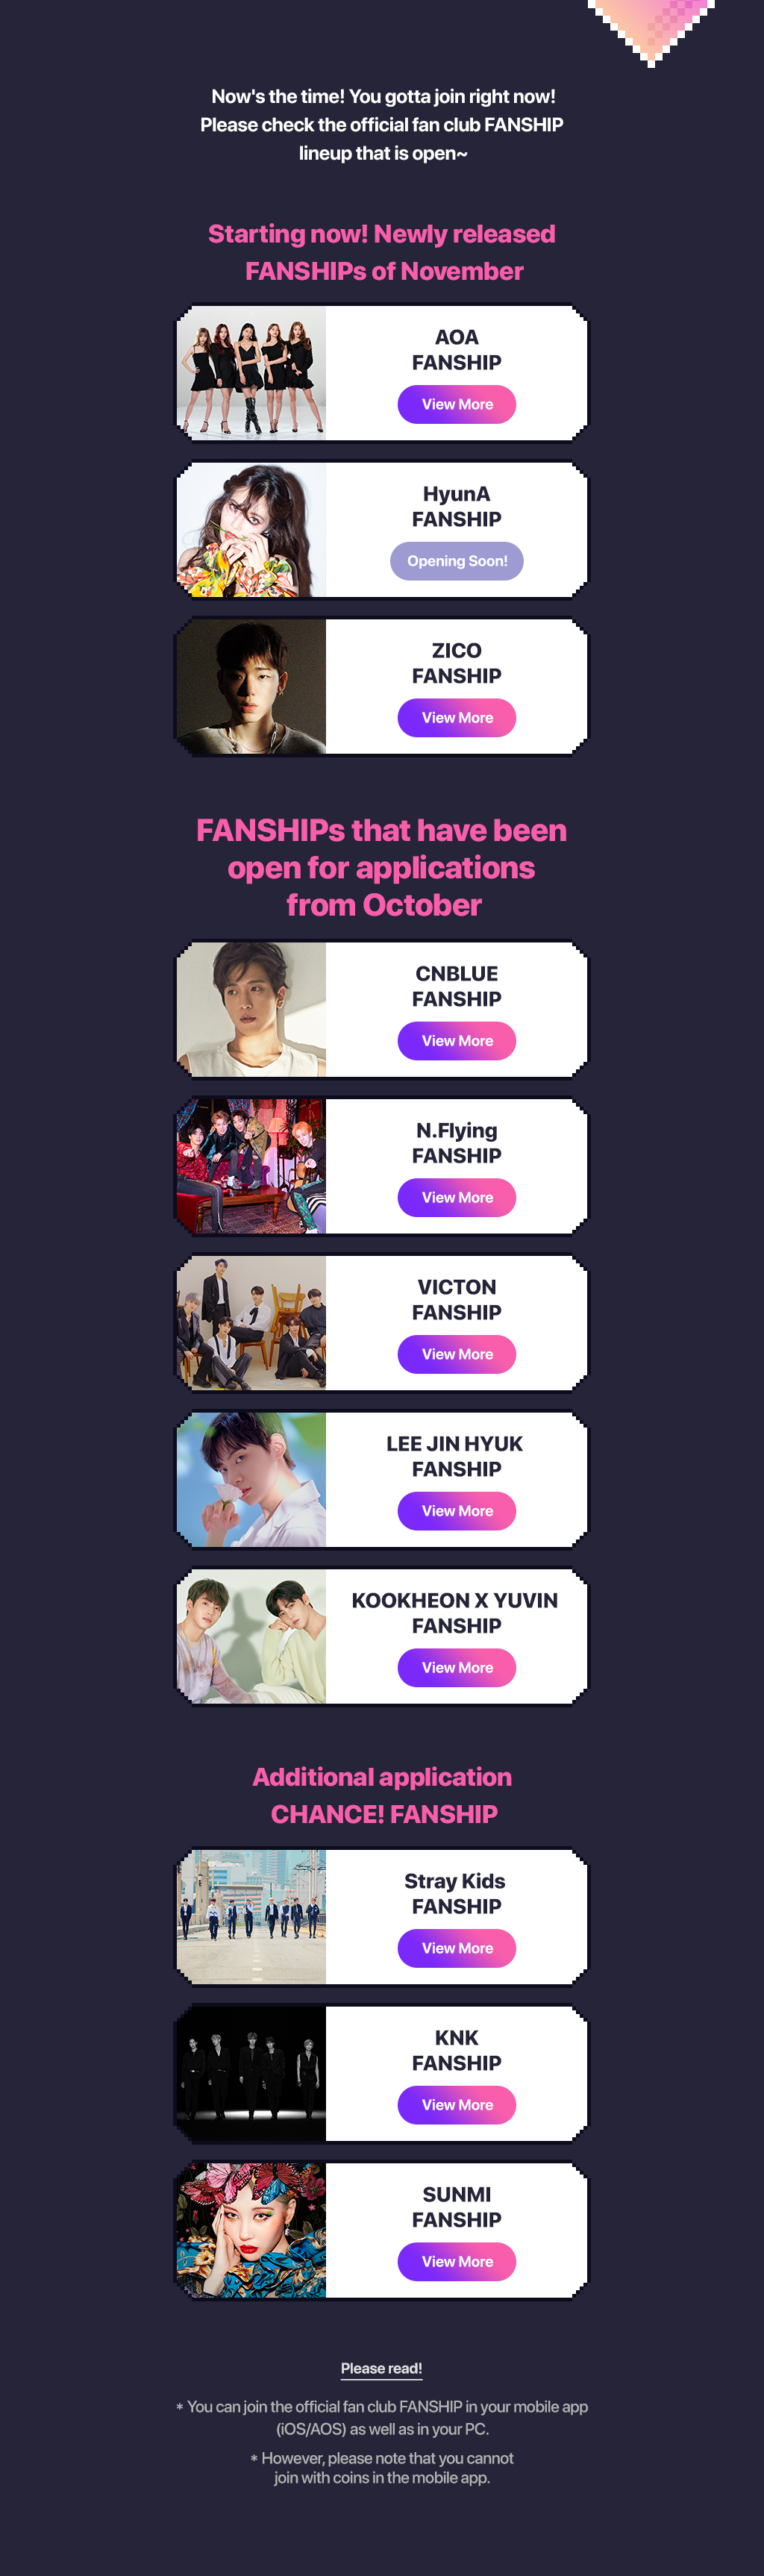 Now's the time! You gotta join right now!
Please check the official fan club FANSHIP
lineup that is open~
Starting now! Newly released
FANSHIPs of November
AOA
FANSHIP
View More
HyunA
FANSHIP
Opening Soon!
ZICO
FANSHIP
View More
FANSHIPs that have been
open for applications
from October
CNBLUE
FANSHIP
View More
N.Flying
FANSHIP
View More
VICTON
FANSHIP
View More
LEE JIN HYUK
FANSHIP
View More
KOOKHEON X YUVIN
FANSHIP
View More
Additional application
CHANCE! FANSHIP
Stray Kids
FANSHIP
View More
KNK
FANSHIP
View More
SUNMI
FANSHIP
View More
Please read!
* You can join the official fan club FANSHIP in your mobile app
(iOS/AOS) as well as in your PC.
* However, please note that you cannot
join with coins in the mobile app.